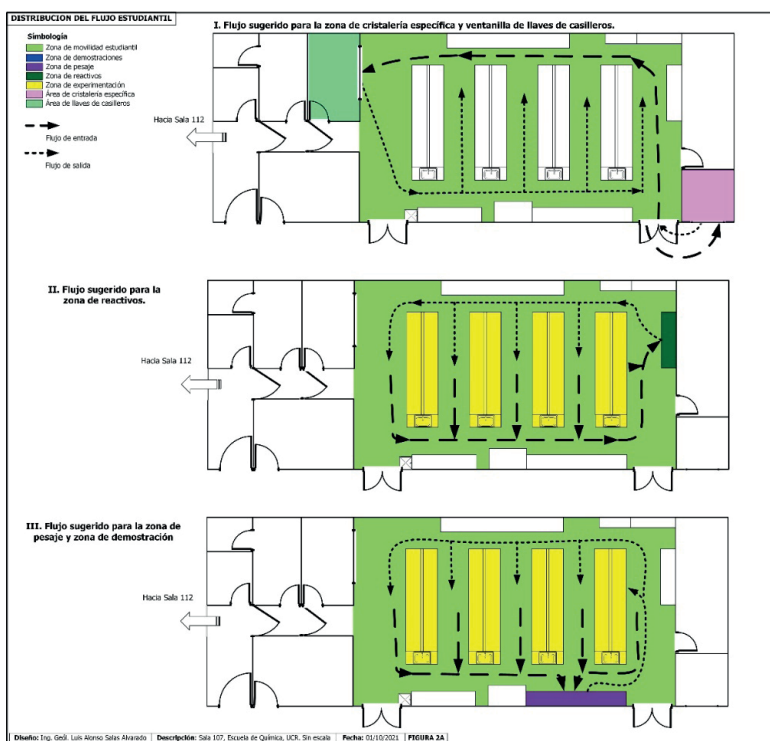 DISTRIBUCION DEL FLUJO ESTUDIANTIL
Simbología
Zona de movilidad estudiantil
Zona de demostraciones
Zona de pesaje
Zona de reactivos
Zona de experimentación
Área de cristalería específica
Área de llaves de casilleros
Flujo de entrada
Flujo de salida
I. Flujo sugerido para la zona de cristalería específica y ventanilla de llaves de casilleros.
Hacia Sala 112
II. Flujo sugerido para la
zona de reactivos.
Hacia Sala 112
III. Flujo sugerido para la zona de
pesaje y zona de demostración
Hacia Sala 112
Diseño: Ing. Geól. Luis Alonso Salas Alvarado Descripción: Sala 107, Escuela de Química, UCR. Sin escala Fecha: 01/10/2021 FIGURA 2A